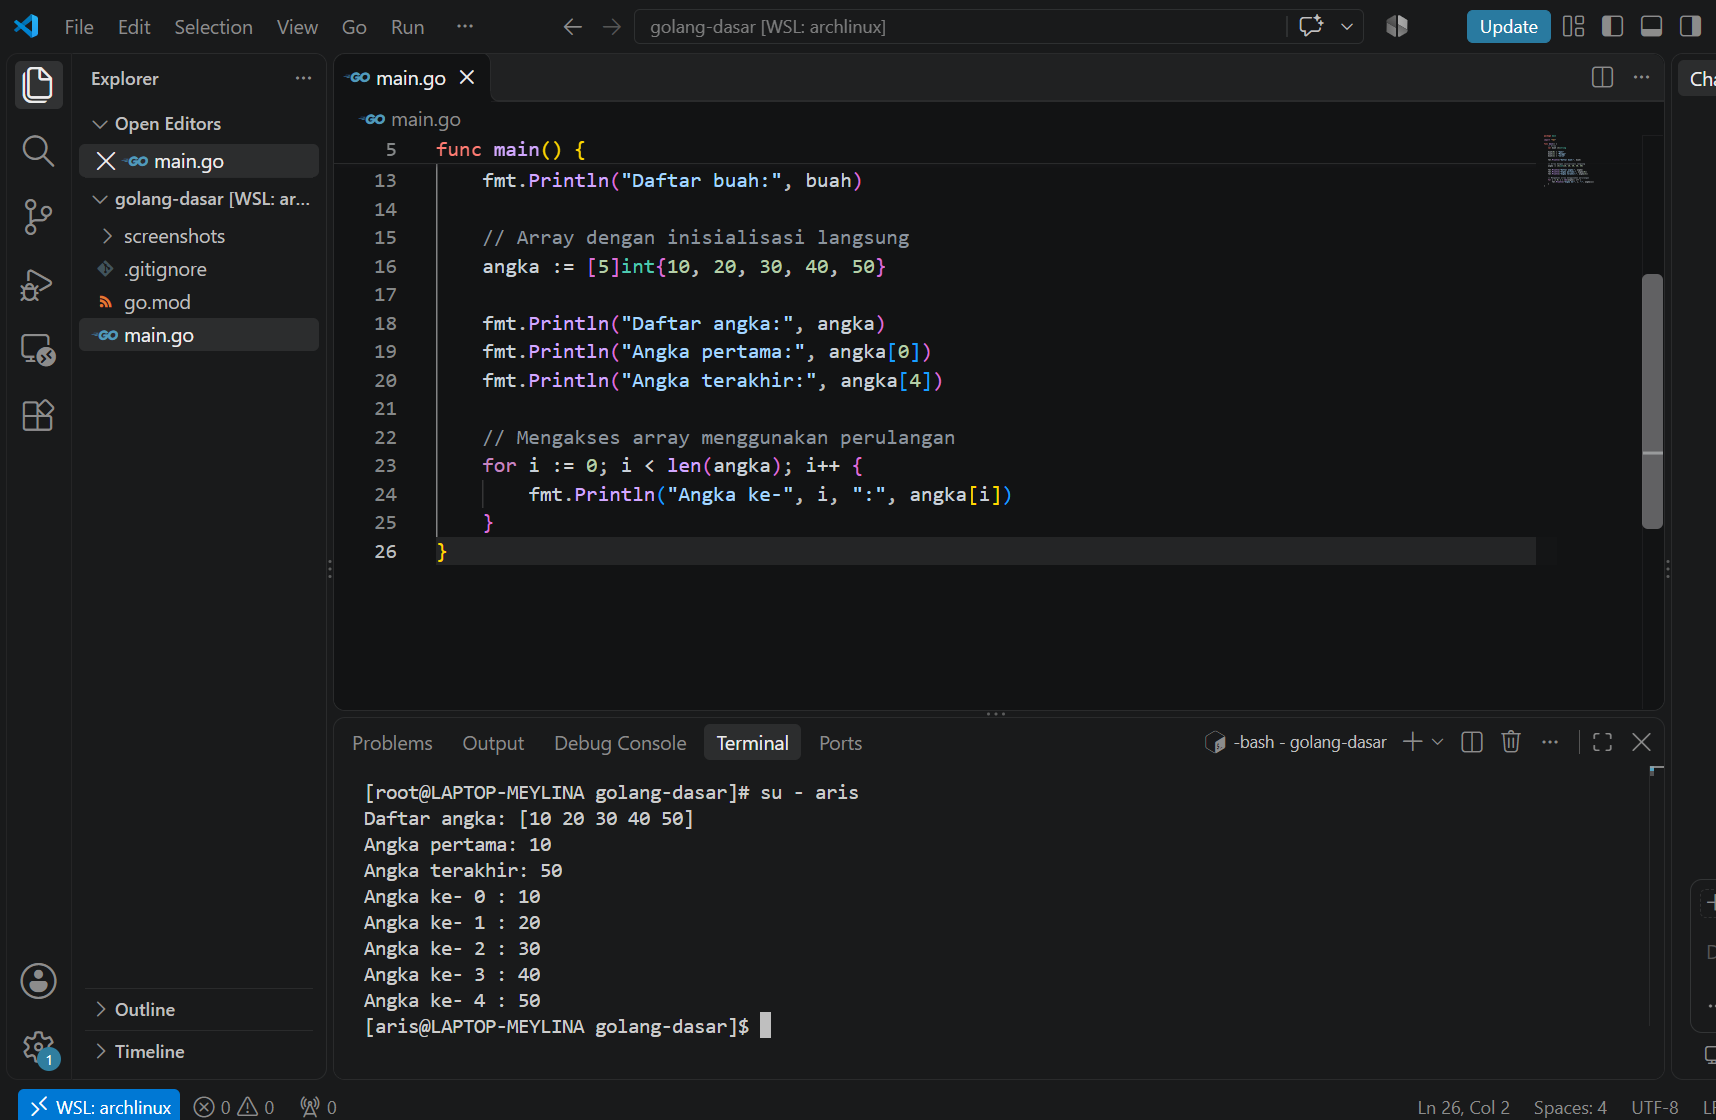 File Edit Selection View Go Run ··· golang-dasar [WSL: archlinux] Update
Explorer ···
Open Editors
main.go
golang-dasar [WSL: ar...
screenshots
.gitignore
go.mod
main.go
Outline
Timeline
main.go
main.go
5 func main() {
13 fmt.Println("Daftar buah:", buah)
14
15 // Array dengan inisialisasi langsung
16 angka := [5]int{10, 20, 30, 40, 50}
17
18 fmt.Println("Daftar angka:", angka)
19 fmt.Println("Angka pertama:", angka[0])
20 fmt.Println("Angka terakhir:", angka[4])
21
22 // Mengakses array menggunakan perulangan
23 for i := 0; i < len(angka); i++ {
24 fmt.Println("Angka ke-", i, ":", angka[i])
25 }
26 }
Problems Output Debug Console Terminal Ports -bash - golang-dasar
[root@LAPTOP-MEYLINA golang-dasar]# su - aris
Daftar angka: [10 20 30 40 50]
Angka pertama: 10
Angka terakhir: 50
Angka ke- 0 : 10
Angka ke- 1 : 20
Angka ke- 2 : 30
Angka ke- 3 : 40
Angka ke- 4 : 50
[aris@LAPTOP-MEYLINA golang-dasar]$
1
WSL: archlinux 0 0 0 Ln 26, Col 2 Spaces: 4 UTF-8